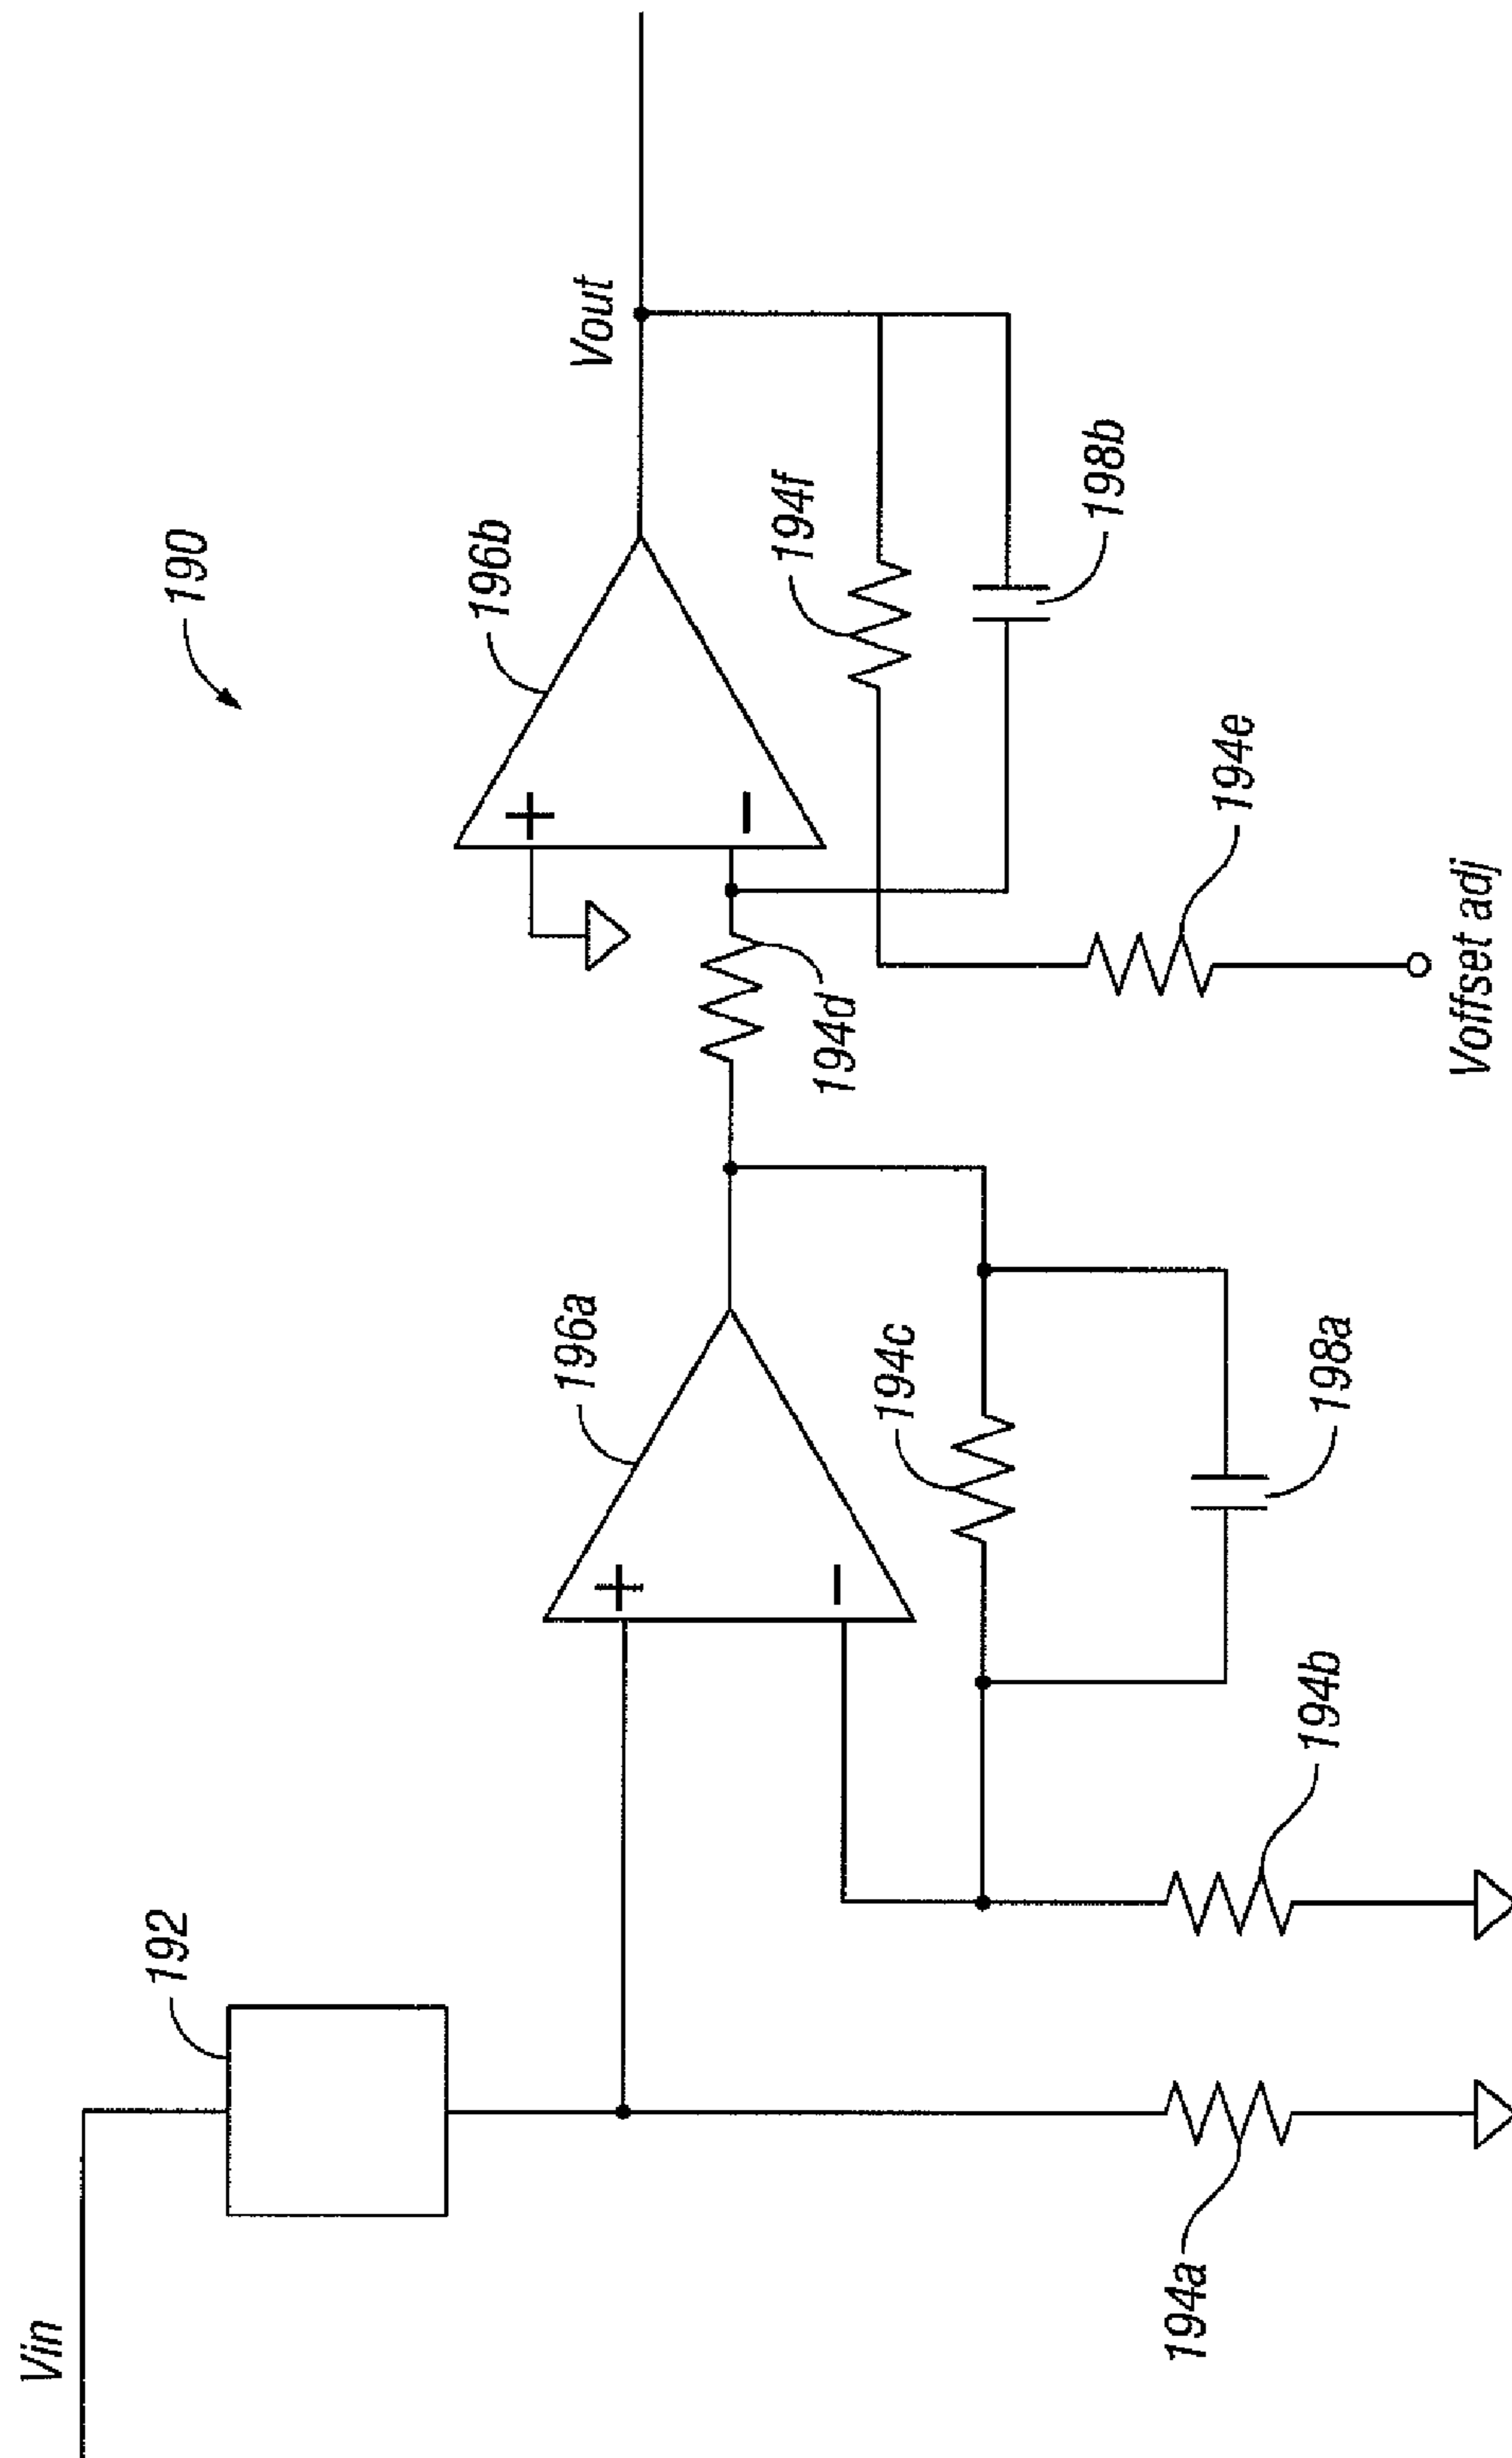 190
Vin
192
196a
196b
Vout
+
−
+
−
194d
194f
198b
194c
198a
194e
194b
194a
Voffset adj